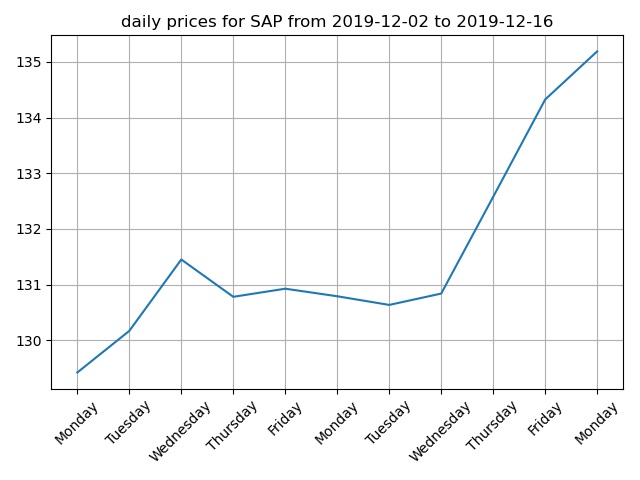 daily prices for SAP from 2019-12-02 to 2019-12-16
135
134
133
132
131
130
Monday
Tuesday
Wednesday
Thursday
Friday
Monday
Tuesday
Wednesday
Thursday
Friday
Monday